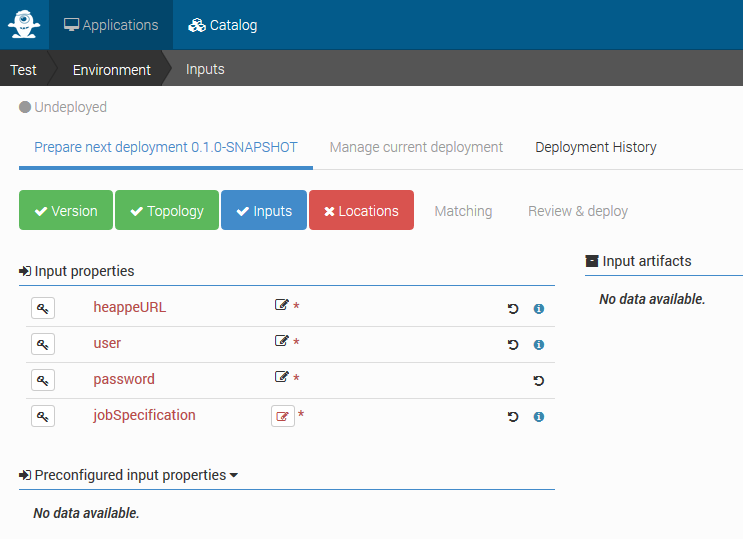 Applications Catalog
Test Environment Inputs
Undeployed
Prepare next deployment 0.1.0-SNAPSHOT Manage current deployment Deployment History
Version Topology Inputs Locations Matching Review & deploy
Input properties
Input artifacts
No data available.
heappeURL *
user *
password *
jobSpecification *
Preconfigured input properties
No data available.